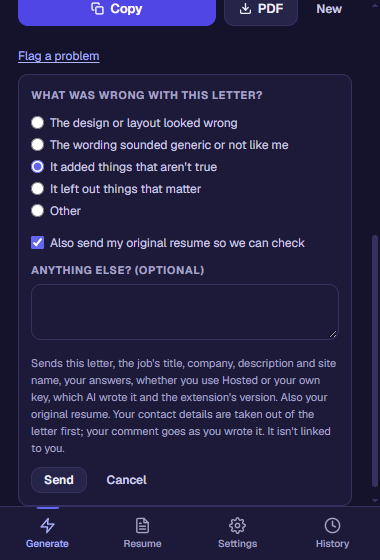 Copy
PDF
New
Flag a problem
WHAT WAS WRONG WITH THIS LETTER?
The design or layout looked wrong
The wording sounded generic or not like me
It added things that aren't true
It left out things that matter
Other
Also send my original resume so we can check
ANYTHING ELSE? (OPTIONAL)
Sends this letter, the job's title, company, description and site
name, your answers, whether you use Hosted or your own
key, which AI wrote it and the extension's version. Also your
original resume. Your contact details are taken out of the
letter first; your comment goes as you wrote it. It isn't linked
to you.
Send
Cancel
Generate
Resume
Settings
History